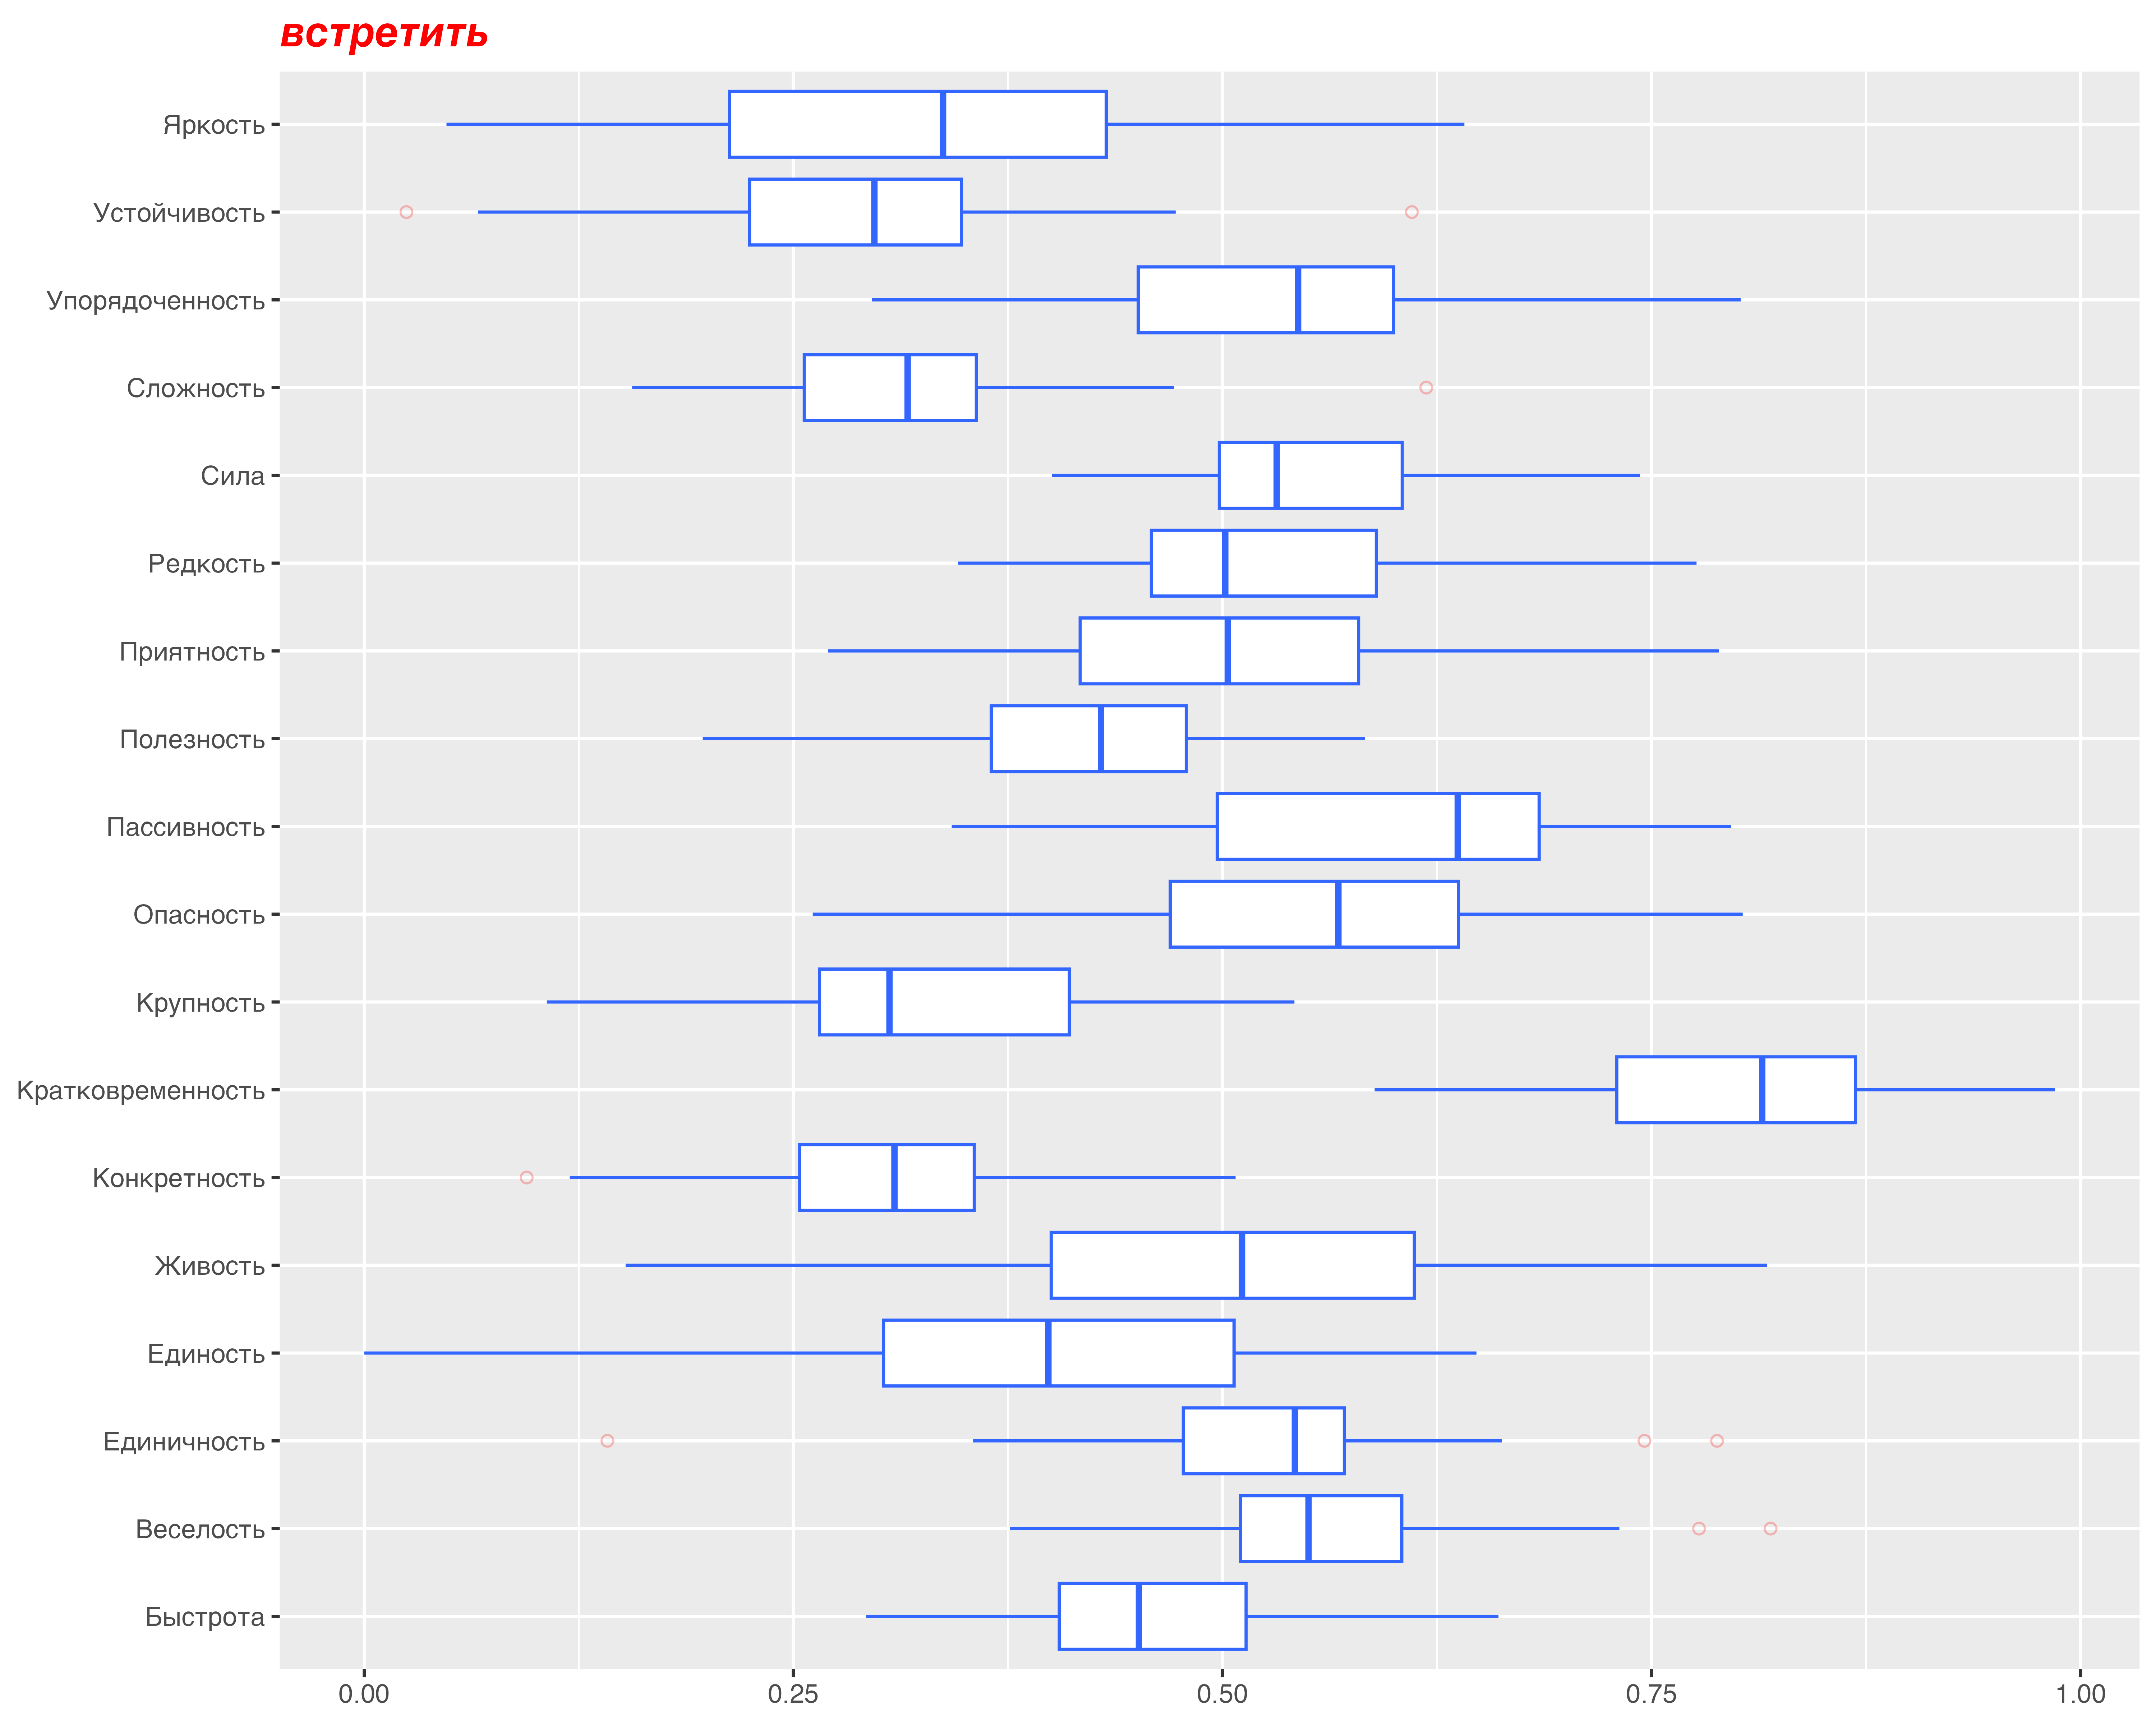 встретить
Яркость
Устойчивость
Упорядоченность
Сложность
Сила
Редкость
Приятность
Полезность
Пассивность
Опасность
Крупность
Кратковременность
Конкретность
Живость
Единость
Единичность
Веселость
Быстрота
0.00 0.25 0.50 0.75 1.00